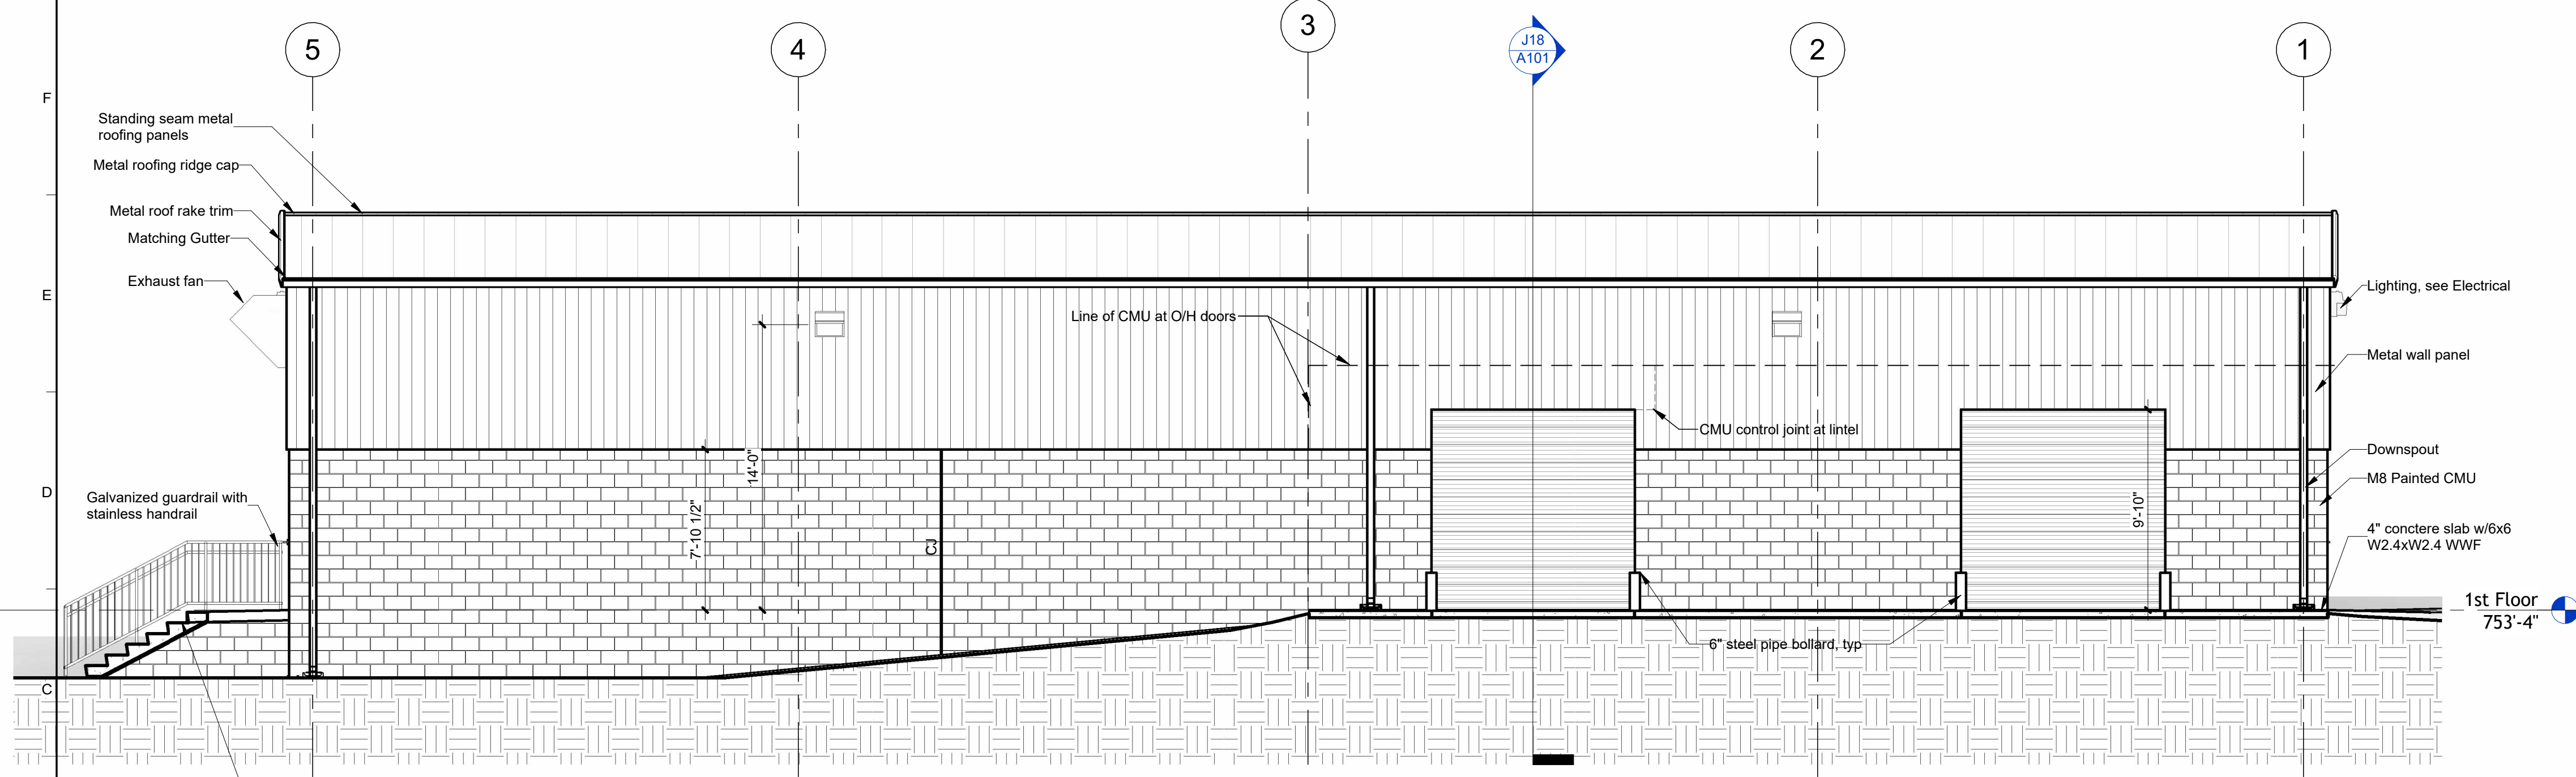 5
4
3
J18
A101
2
1
F
Standing seam metal
roofing panels
Metal roofing ridge cap
Metal roof rake trim
Matching Gutter
Exhaust fan
E
Line of CMU at O/H doors
Lighting, see Electrical
Metal wall panel
CMU control joint at lintel
Downspout
M8 Painted CMU
D
Galvanized guardrail with
stainless handrail
14'-0"
7'-10 1/2"
CJ
9'-10"
4" conctere slab w/6x6
W2.4xW2.4 WWF
1st Floor
753'-4"
6" steel pipe bollard, typ
C